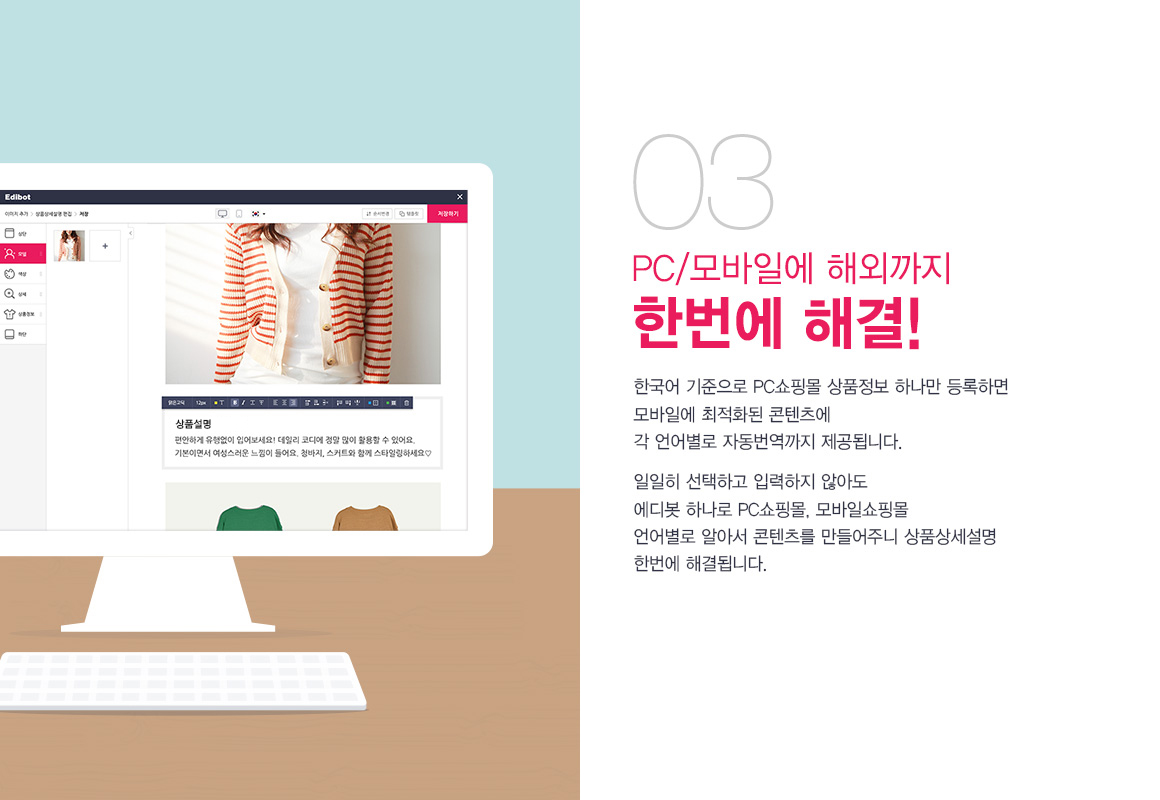 Edibot
이미지 추가 > 상품상세설명 편집 > 저장
순서변경
템플릿
저장하기
상단
모델
색상
상세
상품정보
하단
맑은고딕 12px
상품설명
편안하게 유행없이 입어보세요! 데일리 코디에 정말 많이 활용할 수 있어요.
기본이면서 여성스러운 느낌이 들어요. 청바지, 스커트와 함께 스타일링하세요♡
03
PC/모바일에 해외까지
한번에 해결!
한국어 기준으로 PC쇼핑몰 상품정보 하나만 등록하면
모바일에 최적화된 콘텐츠에
각 언어별로 자동번역까지 제공됩니다.
일일히 선택하고 입력하지 않아도
에디봇 하나로 PC쇼핑몰, 모바일쇼핑몰
언어별로 알아서 콘텐츠를 만들어주니 상품상세설명
한번에 해결됩니다.